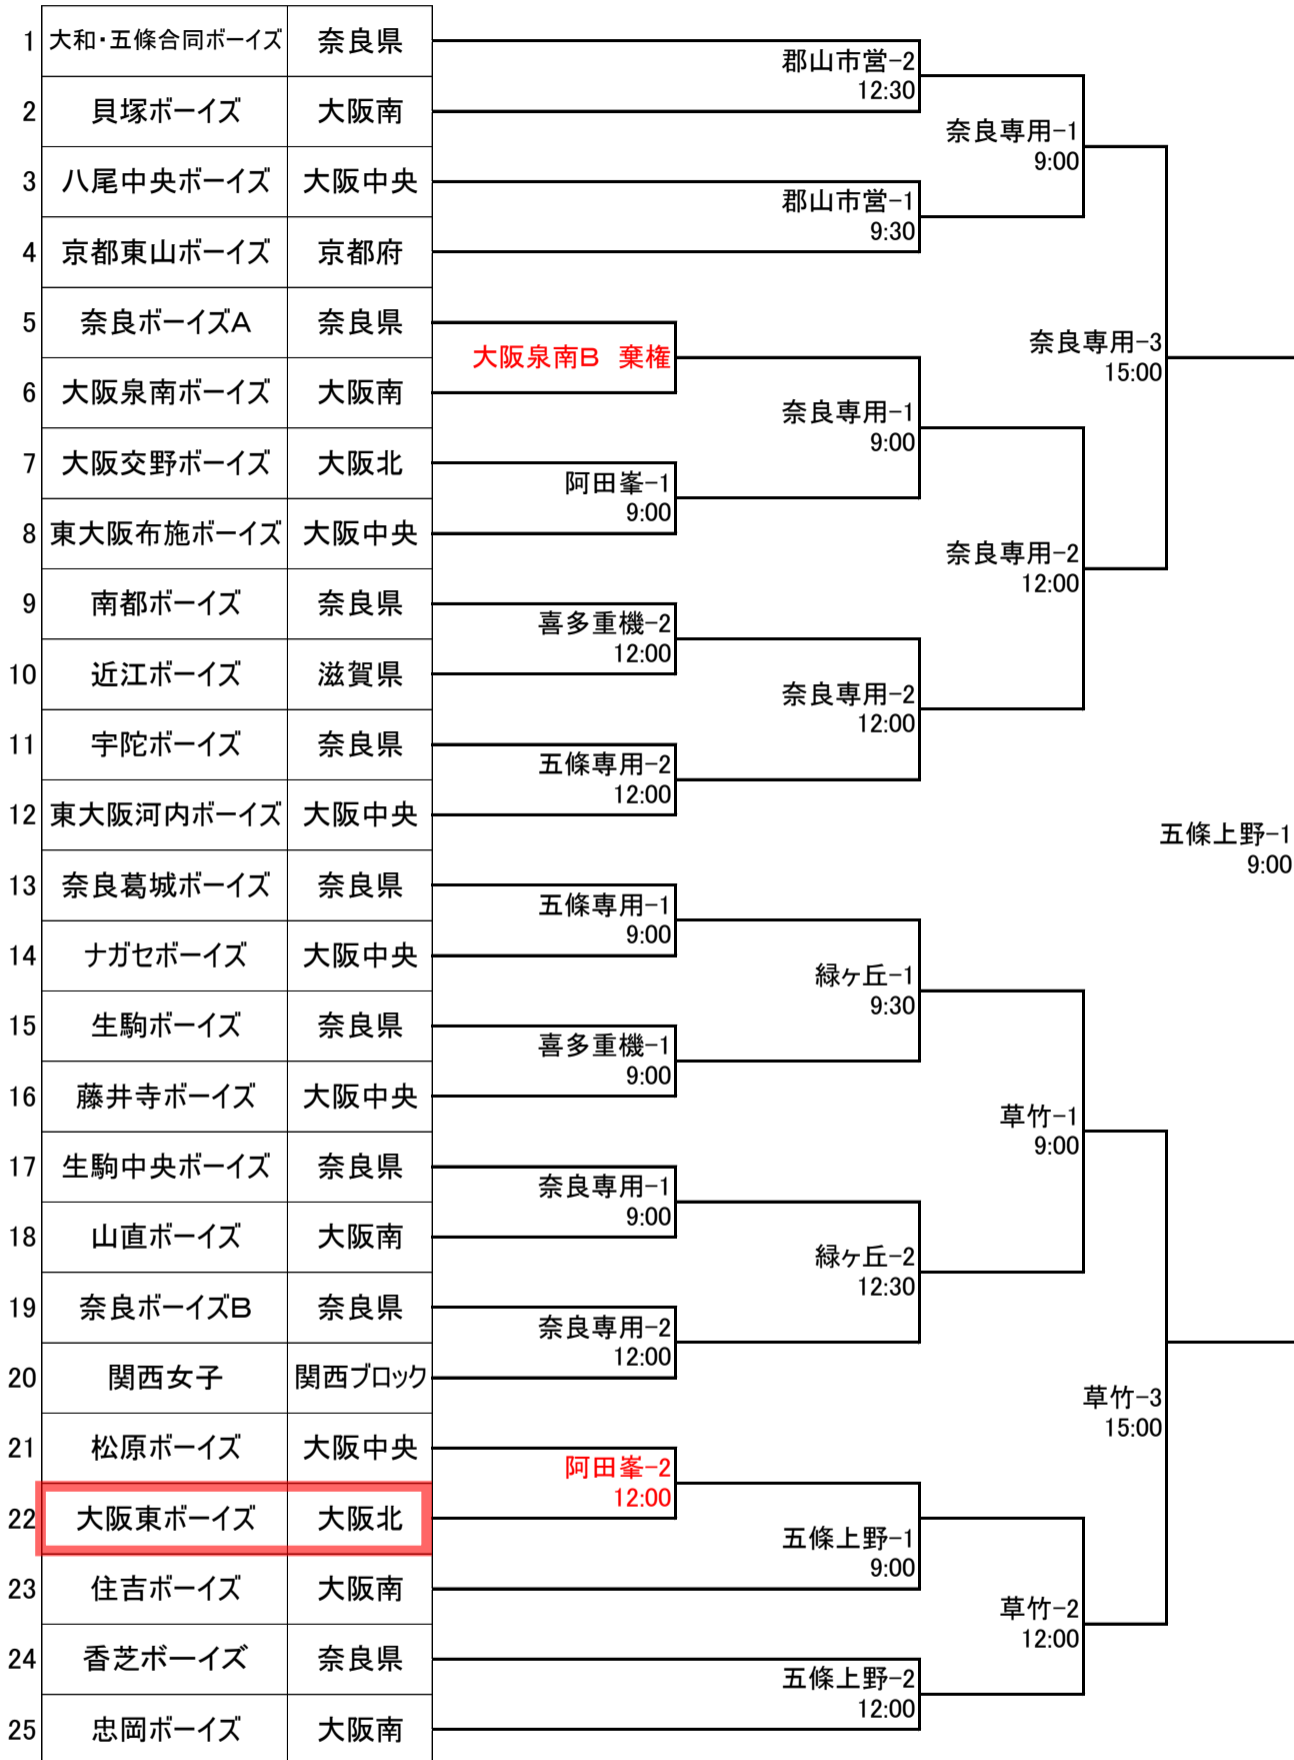 1 大和・五條合同ボーイズ 奈良県
郡山市営-2
12:30
2 貝塚ボーイズ 大阪南
奈良専用-1
9:00
3 八尾中央ボーイズ 大阪中央
郡山市営-1
9:30
4 京都東山ボーイズ 京都府
5 奈良ボーイズA 奈良県
大阪泉南B 棄権
奈良専用-3
15:00
6 大阪泉南ボーイズ 大阪南
奈良専用-1
9:00
7 大阪交野ボーイズ 大阪北
阿田峯-1
9:00
8 東大阪布施ボーイズ 大阪中央
奈良専用-2
12:00
9 南都ボーイズ 奈良県
喜多重機-2
12:00
10 近江ボーイズ 滋賀県
奈良専用-2
12:00
11 宇陀ボーイズ 奈良県
五條専用-2
12:00
12 東大阪河内ボーイズ 大阪中央
五條上野-1
9:00
13 奈良葛城ボーイズ 奈良県
五條専用-1
9:00
14 ナガセボーイズ 大阪中央
緑ヶ丘-1
9:30
15 生駒ボーイズ 奈良県
喜多重機-1
9:00
16 藤井寺ボーイズ 大阪中央
草竹-1
9:00
17 生駒中央ボーイズ 奈良県
奈良専用-1
9:00
18 山直ボーイズ 大阪南
緑ヶ丘-2
12:30
19 奈良ボーイズB 奈良県
奈良専用-2
12:00
20 関西女子 関西ブロック
草竹-3
15:00
21 松原ボーイズ 大阪中央
阿田峯-2
12:00
22 大阪東ボーイズ 大阪北
五條上野-1
9:00
23 住吉ボーイズ 大阪南
草竹-2
12:00
24 香芝ボーイズ 奈良県
五條上野-2
12:00
25 忠岡ボーイズ 大阪南